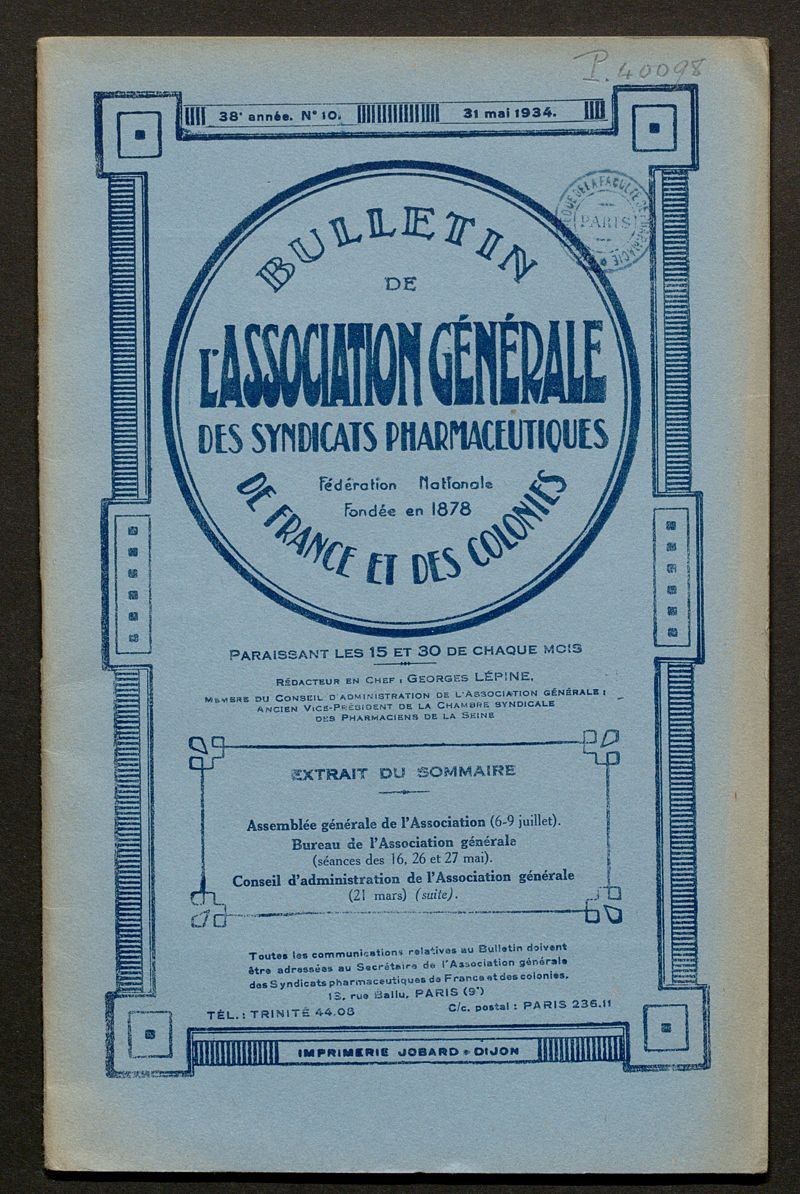 P. 40098
38e année. N° 10. 31 mai 1934.
PARIS
BULLETIN
DE
L'ASSOCIATION GÉNÉRALE
DES SYNDICATS PHARMACEUTIQUES
Fédération Nationale
Fondée en 1878
DE FRANCE ET DES COLONIES
PARAISSANT LES 15 ET 30 DE CHAQUE MOIS
RÉDACTEUR EN CHEF : GEORGES LÉPINE,
MEMBRE DU CONSEIL D'ADMINISTRATION DE L'ASSOCIATION GÉNÉRALE ;
ANCIEN VICE-PRÉSIDENT DE LA CHAMBRE SYNDICALE
DES PHARMACIENS DE LA SEINE
EXTRAIT DU SOMMAIRE
Assemblée générale de l'Association (6-9 juillet).
Bureau de l'Association générale
(séances des 16, 26 et 27 mai).
Conseil d'administration de l'Association générale
(21 mars) (suite).
Toutes les communications relatives au Bulletin doivent
être adressées au Secrétaire de l'Association générale
des Syndicats pharmaceutiques de France et des colonies,
13, rue Ballu, PARIS (9e)
TÉL. : TRINITÉ 44.08 C/c. postal : PARIS 236.11
IMPRIMERIE JOBARD • DIJON